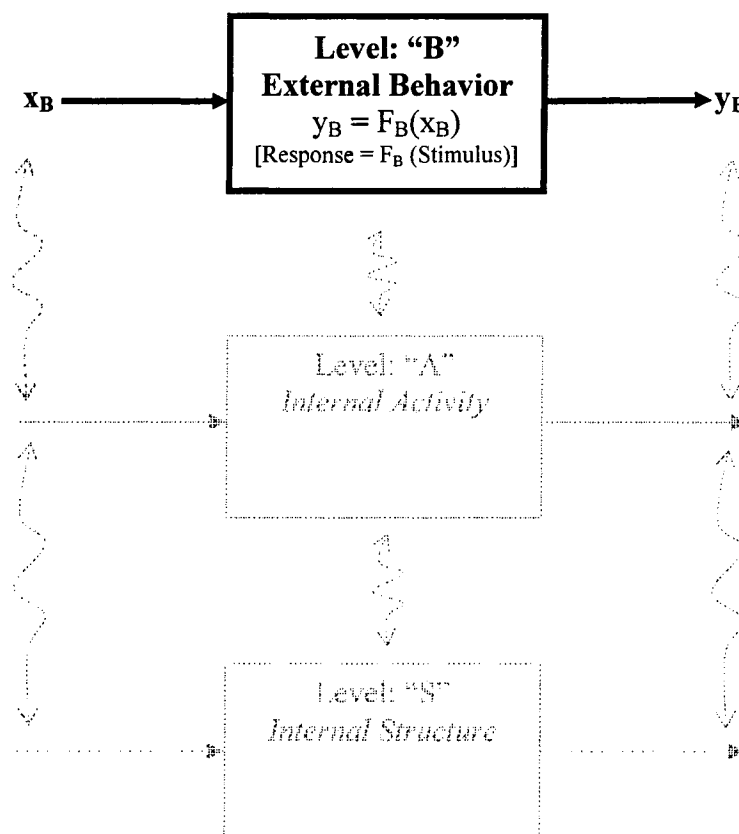 Level: “B”
External Behavior
x_B
y_B = F_B(x_B)
y_B
[Response = F_B (Stimulus)]
Level: “A”
Internal Activity
Level: “S”
Internal Structure